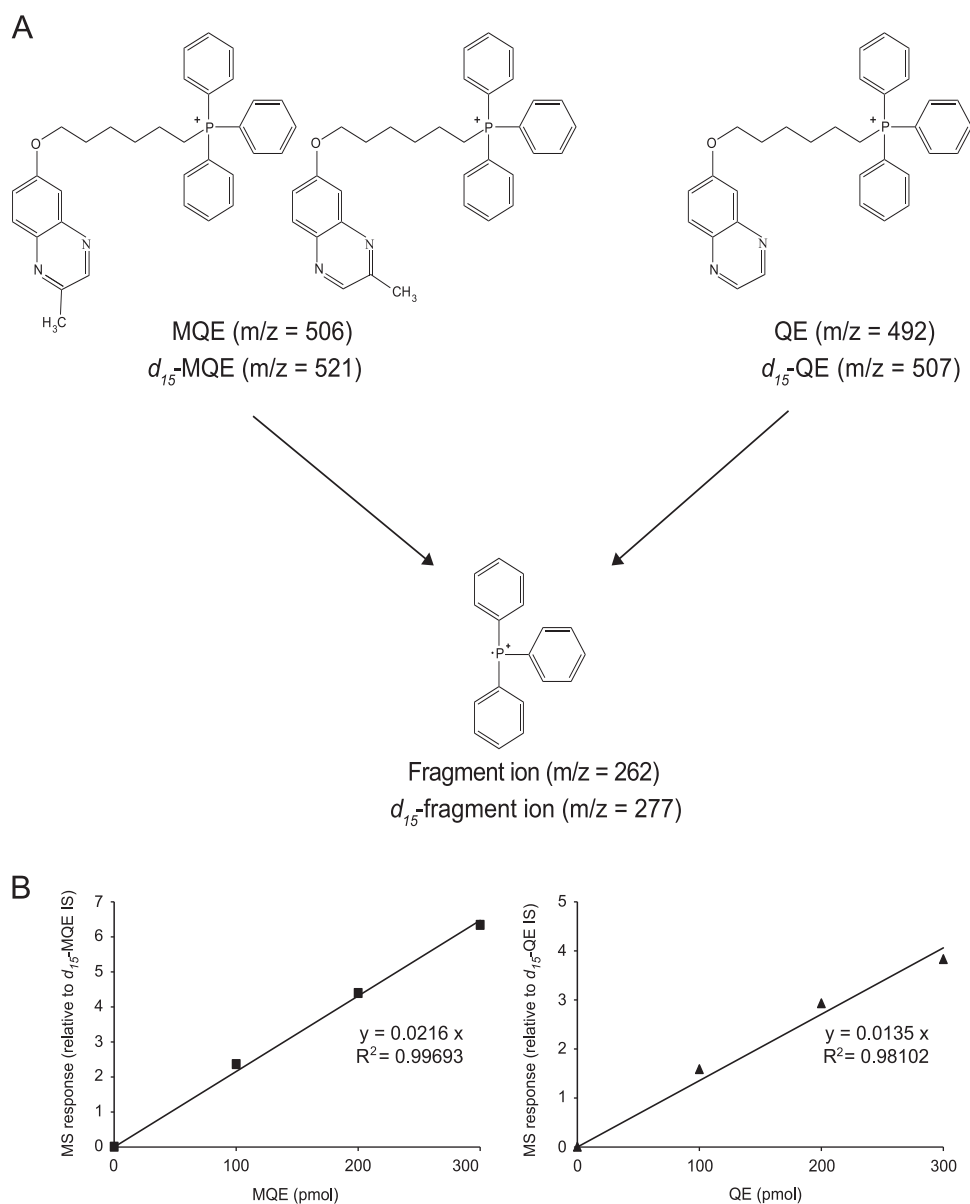 A
P
+
O
N
N
H₃C
P
+
O
N
N
CH₃
P
+
O
N
N
MQE (m/z = 506)
d₁₅-MQE (m/z = 521)
QE (m/z = 492)
d₁₅-QE (m/z = 507)
·P
+
Fragment ion (m/z = 262)
d₁₅-fragment ion (m/z = 277)
B
MS response (relative to d₁₅-MQE IS)
7
6
5
4
3
2
1
0
y = 0.0216 x
R² = 0.99693
0 100 200 300
MQE (pmol)
MS response (relative to d₁₅-QE IS)
5
4
3
2
1
0
y = 0.0135 x
R² = 0.98102
0 100 200 300
QE (pmol)